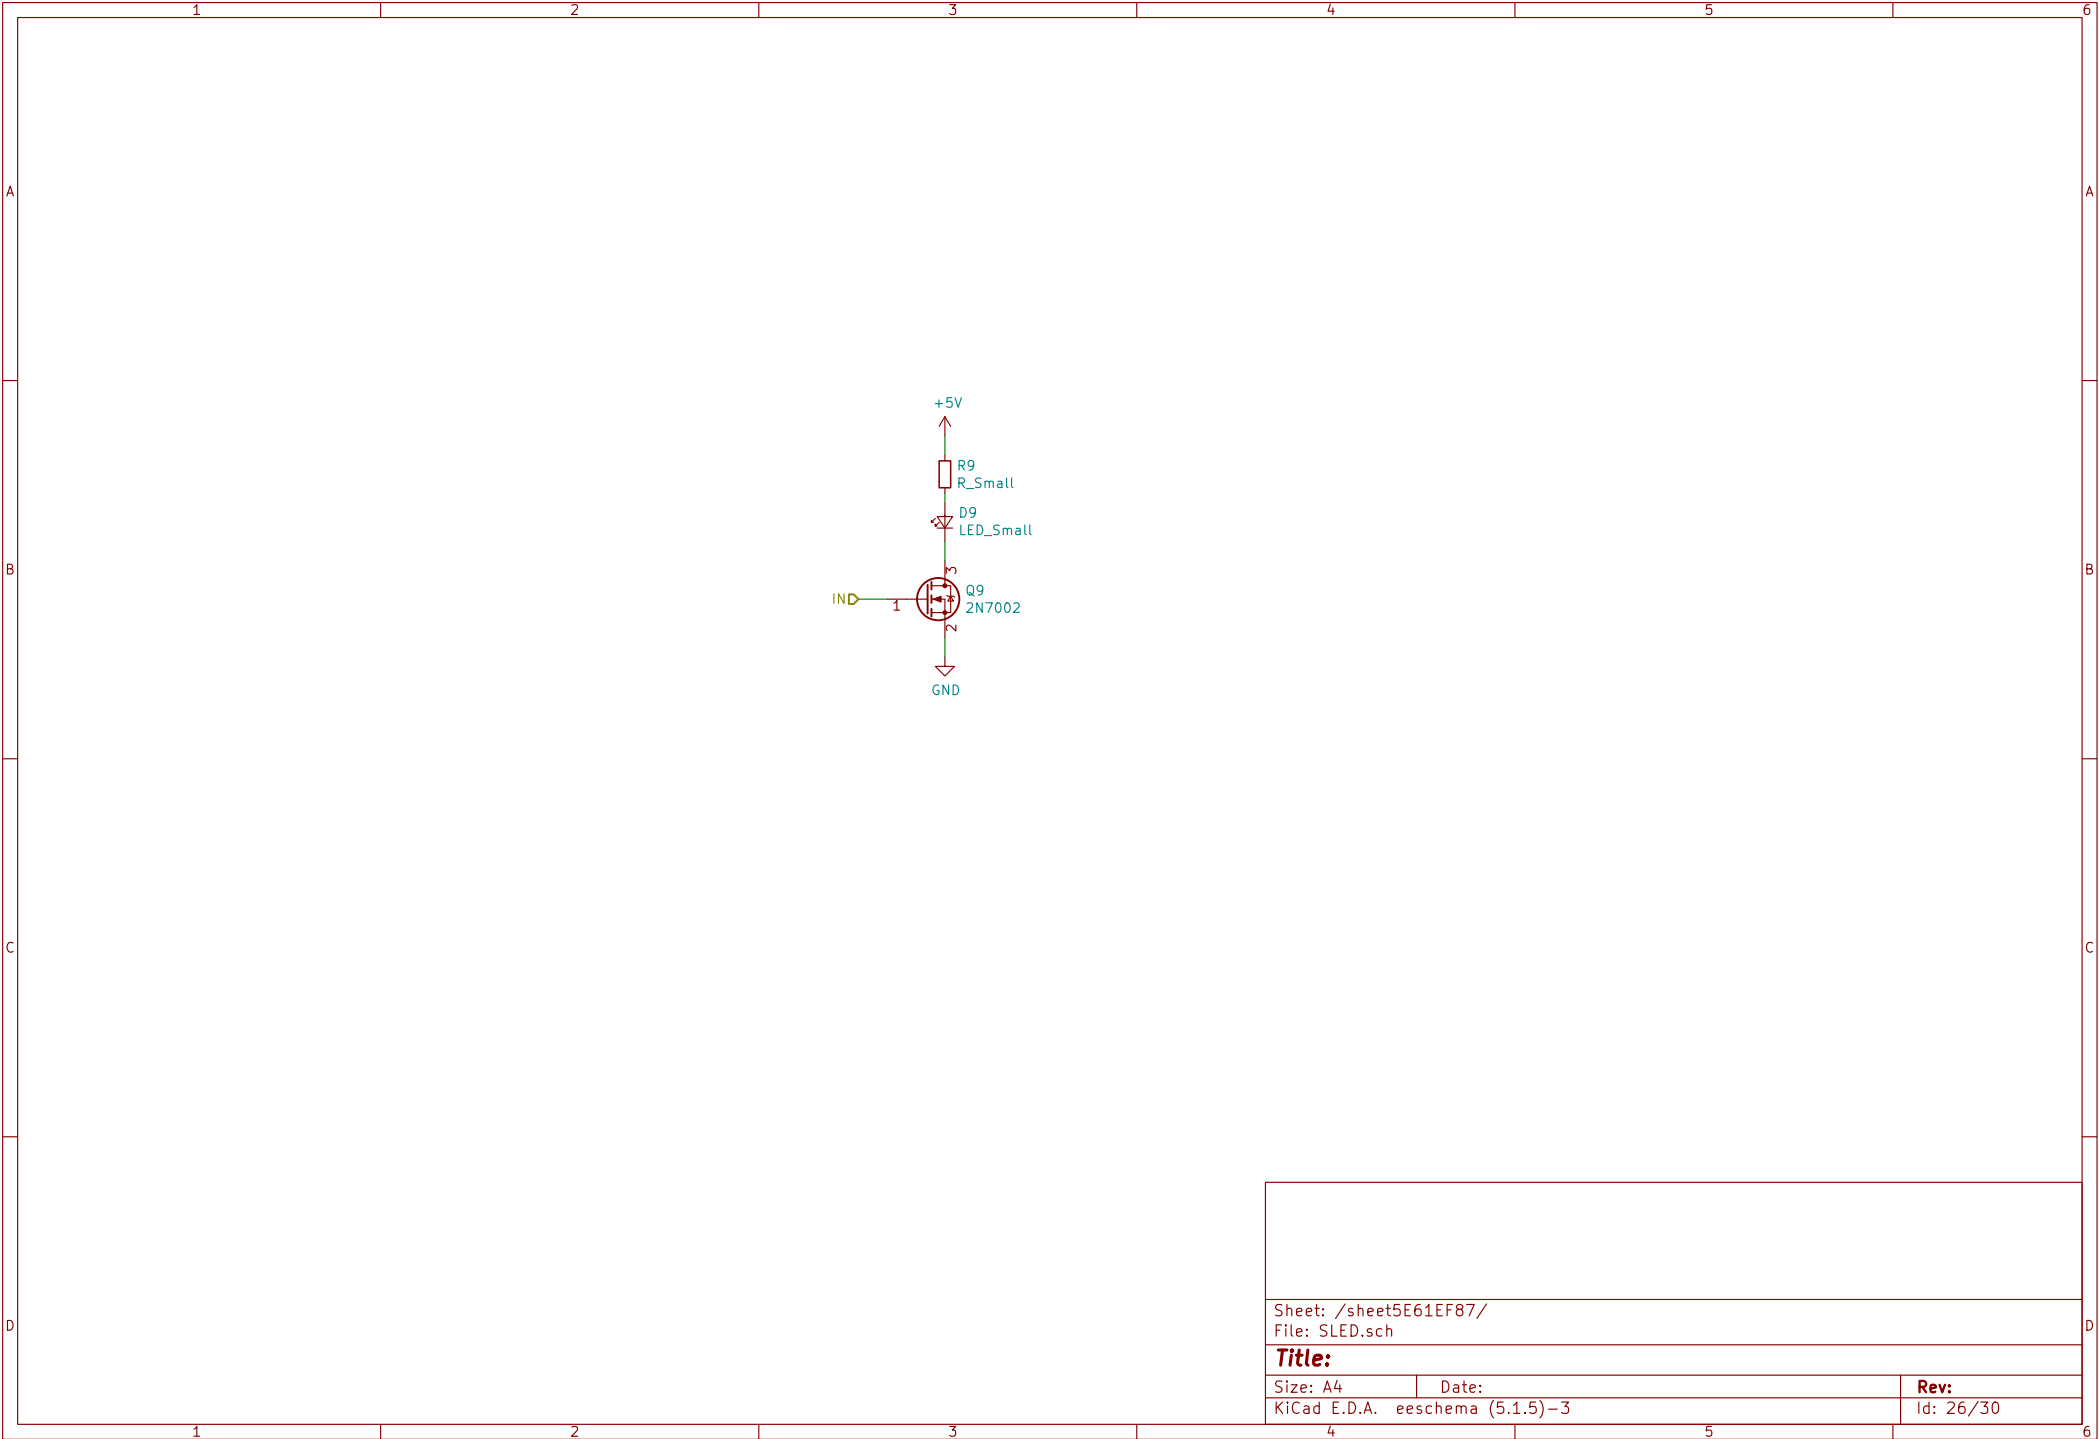 1 2 3 4 5 6
A A
+5V
R9
R_Small
D9
LED_Small
B B
3
IN
1
Q9
2N7002
2
GND
C C
Sheet: /sheet5E61EF87/
File: SLED.sch
D D
Title:
Size: A4 Date: Rev:
KiCad E.D.A. eeschema (5.1.5)-3 Id: 26/30
1 2 3 4 5 6